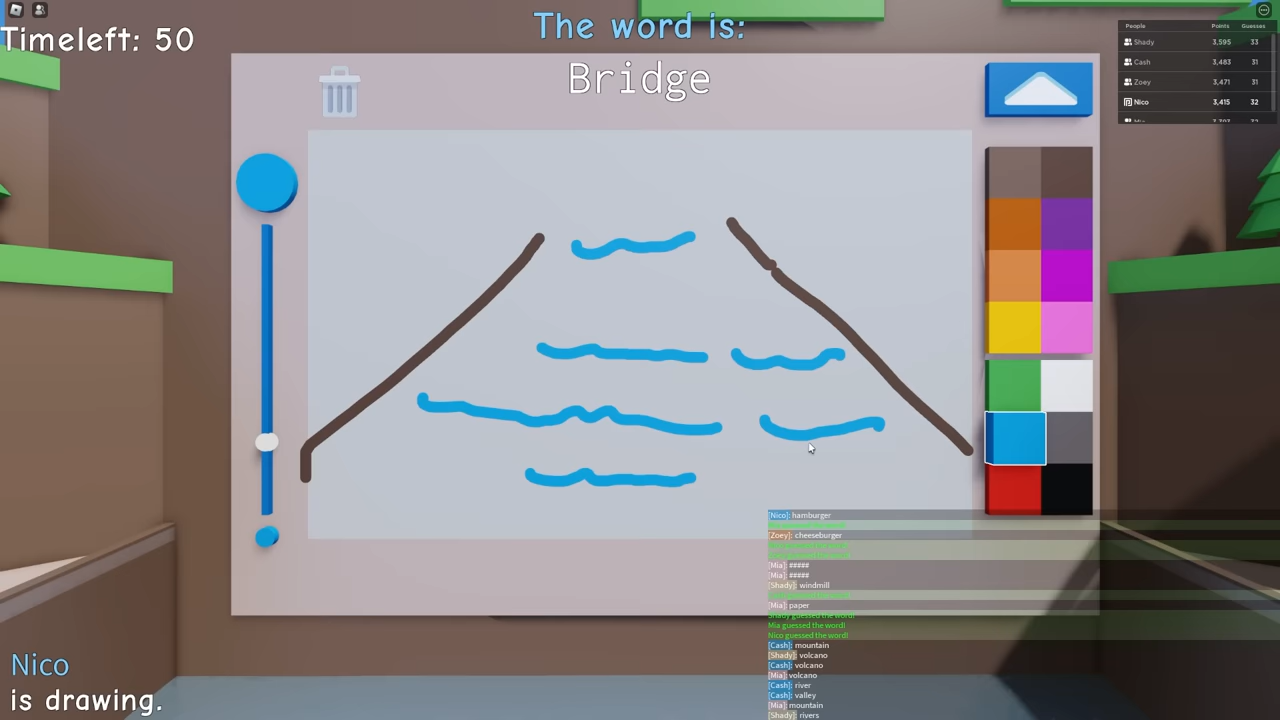 Timeleft: 50
The word is:
Bridge
People Points Guesses
Shady 3,595 33
Cash 3,483 31
Zoey 3,471 31
Nico 3,415 32
[Nico]: hamburger
[Zoey]: cheeseburger
[Mia]: #####
[Mia]: #####
[Shady]: windmill
[Mia]: paper
Shady guessed the word!
Mia guessed the word!
Nico guessed the word!
[Cash]: mountain
[Shady]: volcano
[Cash]: volcano
[Mia]: volcano
[Cash]: river
[Cash]: valley
[Mia]: mountain
[Shady]: rivers
Nico
is drawing.